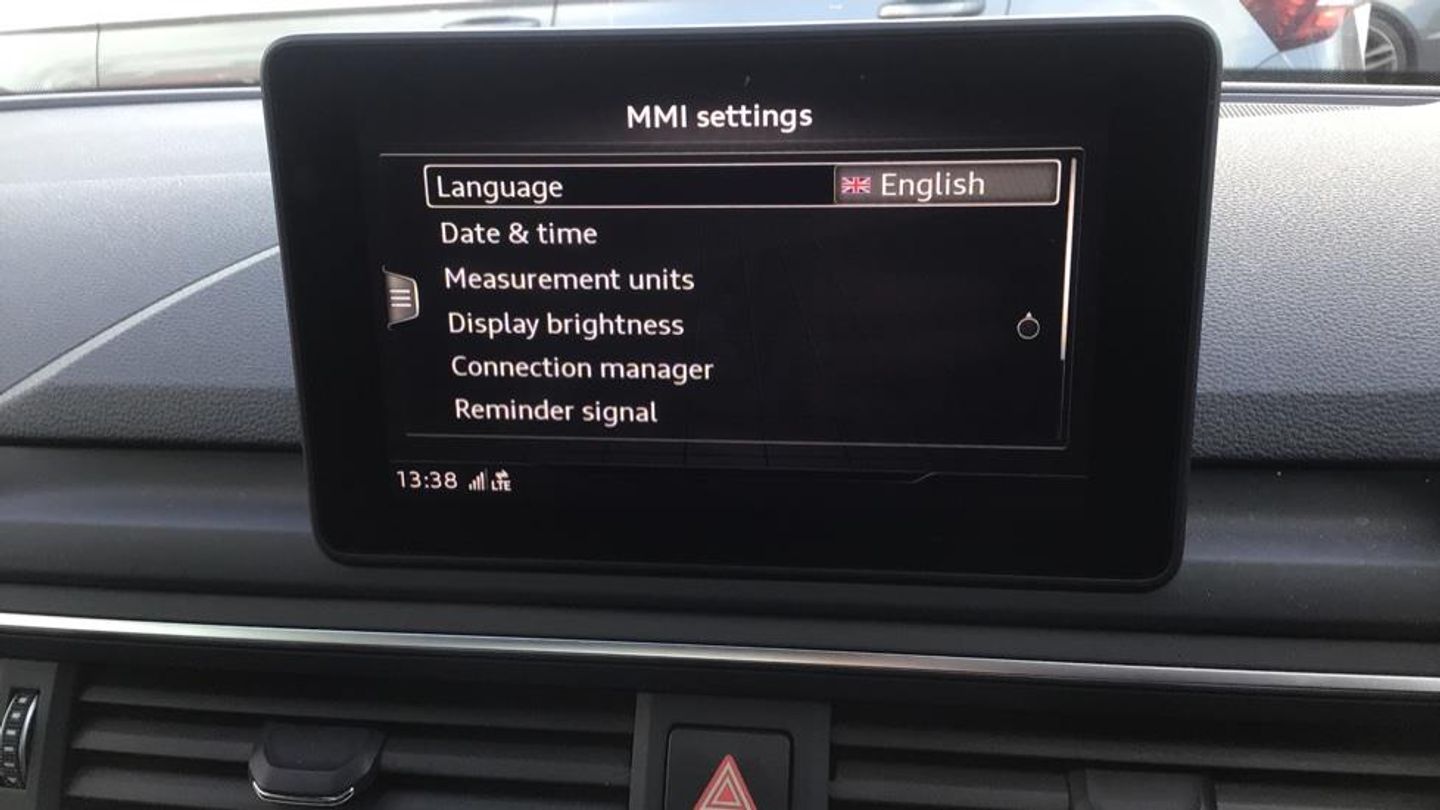 MMI settings
Language English
Date & time
Measurement units
Display brightness
Connection manager
Reminder signal
13:38 LTE